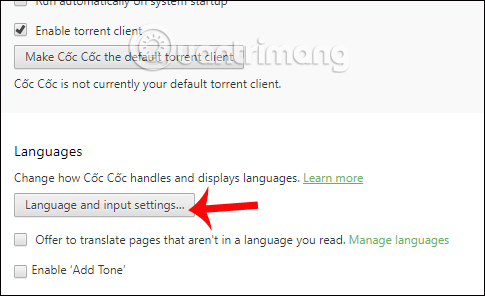 Run automatically on system startup
Enable torrent client
Make Cốc Cốc the default torrent client
Quantrimang
Cốc Cốc is not currently your default torrent client.
Languages
Change how Cốc Cốc handles and displays languages. Learn more
Language and input settings...
Offer to translate pages that aren't in a language you read. Manage languages
Enable 'Add Tone'